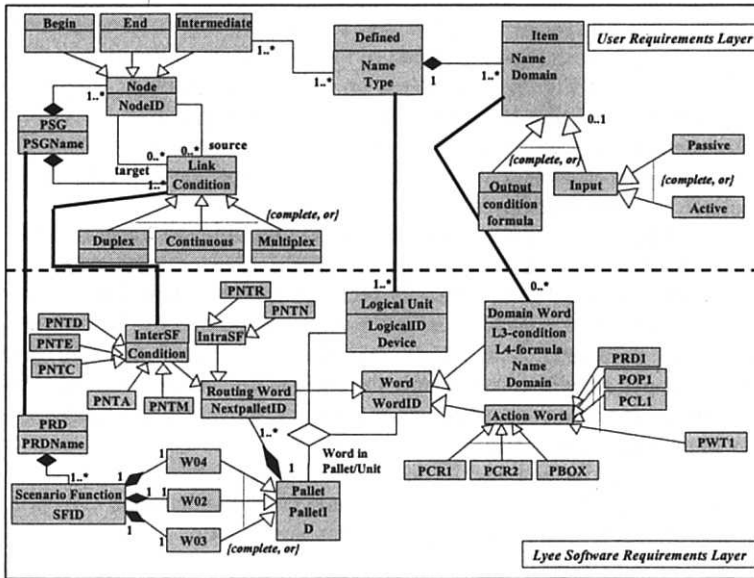 Begin
End
Intermediate
1..*
Defined
Name
Type
1..*
1
Item
Name
Domain
1..*
User Requirements Layer
Node
NodeID
1..*
PSG
PSGName
source
target
0..*
0..*
1..*
Link
Condition
{complete, or}
Duplex
Continuous
Multiplex
0..1
{complete, or}
Output
condition
formula
Input
Passive
{complete, or}
Active
1..*
0..*
PNTR
PNTN
PNTD
PNTE
PNTC
PNTA
PNTM
InterSF
Condition
IntraSF
Logical Unit
LogicalID
Device
Domain Word
L3-condition
L4-formula
Name
Domain
Routing Word
NextpalletID
Word
WordID
Action Word
PRD1
POP1
PCL1
PWT1
PCR1
PCR2
PBOX
PRD
PRDName
1..*
1..*
Word in
Pallet/Unit
1
Scenario Function
SFID
1
1
1
1
1
1
W04
W02
W03
Pallet
PalletI
D
{complete, or}
Lyee Software Requirements Layer